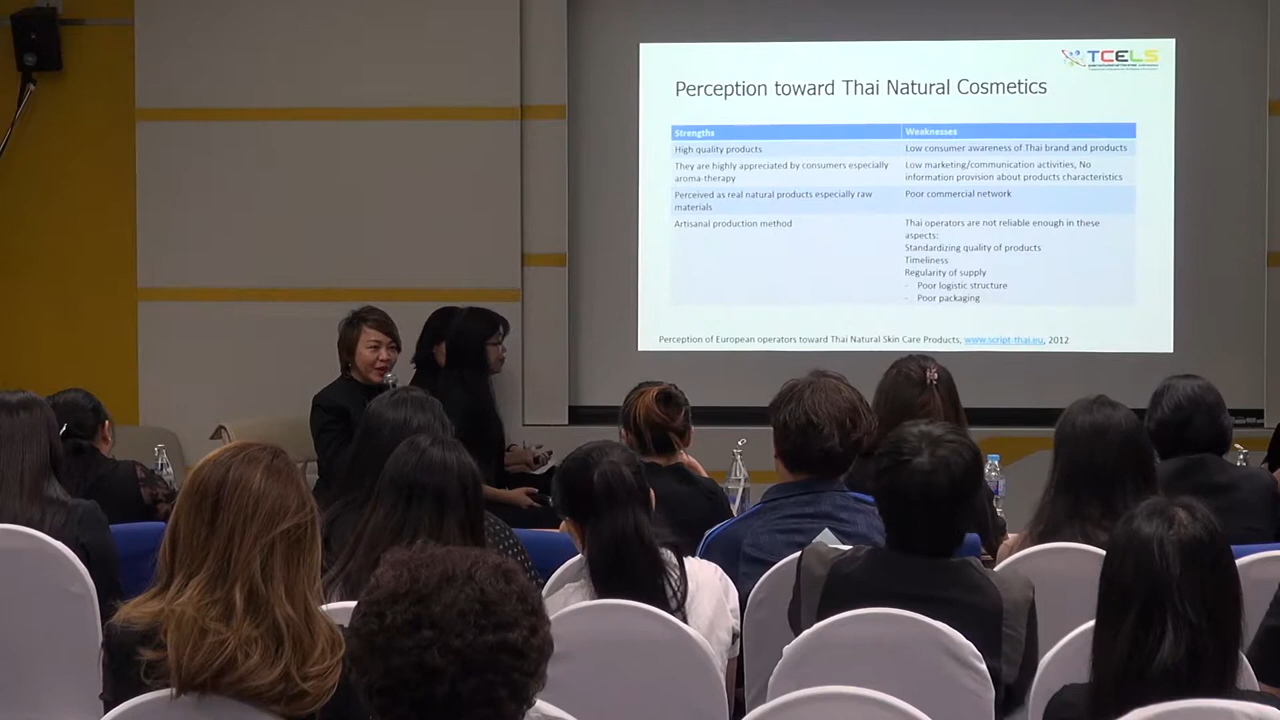 TCELS
Perception toward Thai Natural Cosmetics
Strengths
Weaknesses
High quality products
Low consumer awareness of Thai brand and products
They are highly appreciated by consumers especially
aroma-therapy
Low marketing/communication activities, No
information provision about products characteristics
Perceived as real natural products especially raw
materials
Poor commercial network
Artisanal production method
Thai operators are not reliable enough in these
aspects:
Standardizing quality of products
Timeliness
Regularity of supply
- Poor logistic structure
- Poor packaging
Perception of European operators toward Thai Natural Skin Care Products, www.script-thai.eu, 2012